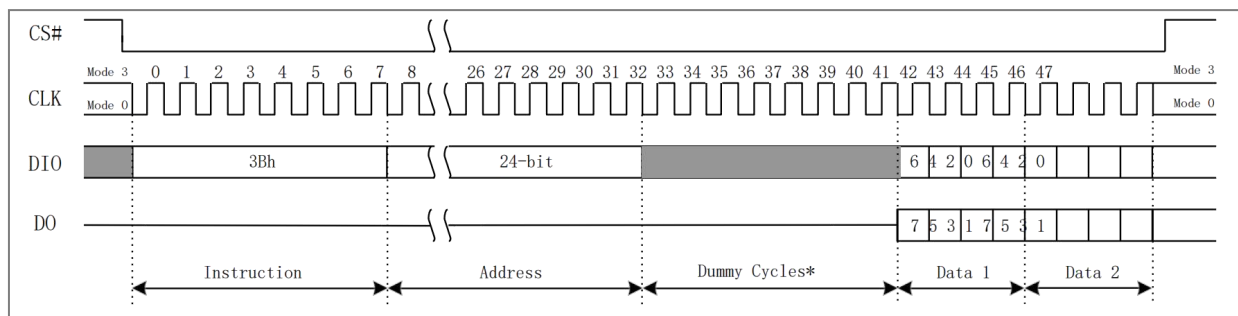 CS#
Mode 3 0 1 2 3 4 5 6 7 8 26 27 28 29 30 31 32 33 34 35 36 37 38 39 40 41 42 43 44 45 46 47 Mode 3
CLK
Mode 0 Mode 0
DIO 3Bh 24-bit 6 4 2 0 6 4 2 0
DO 7 5 3 1 7 5 3 1
Instruction Address Dummy Cycles* Data 1 Data 2